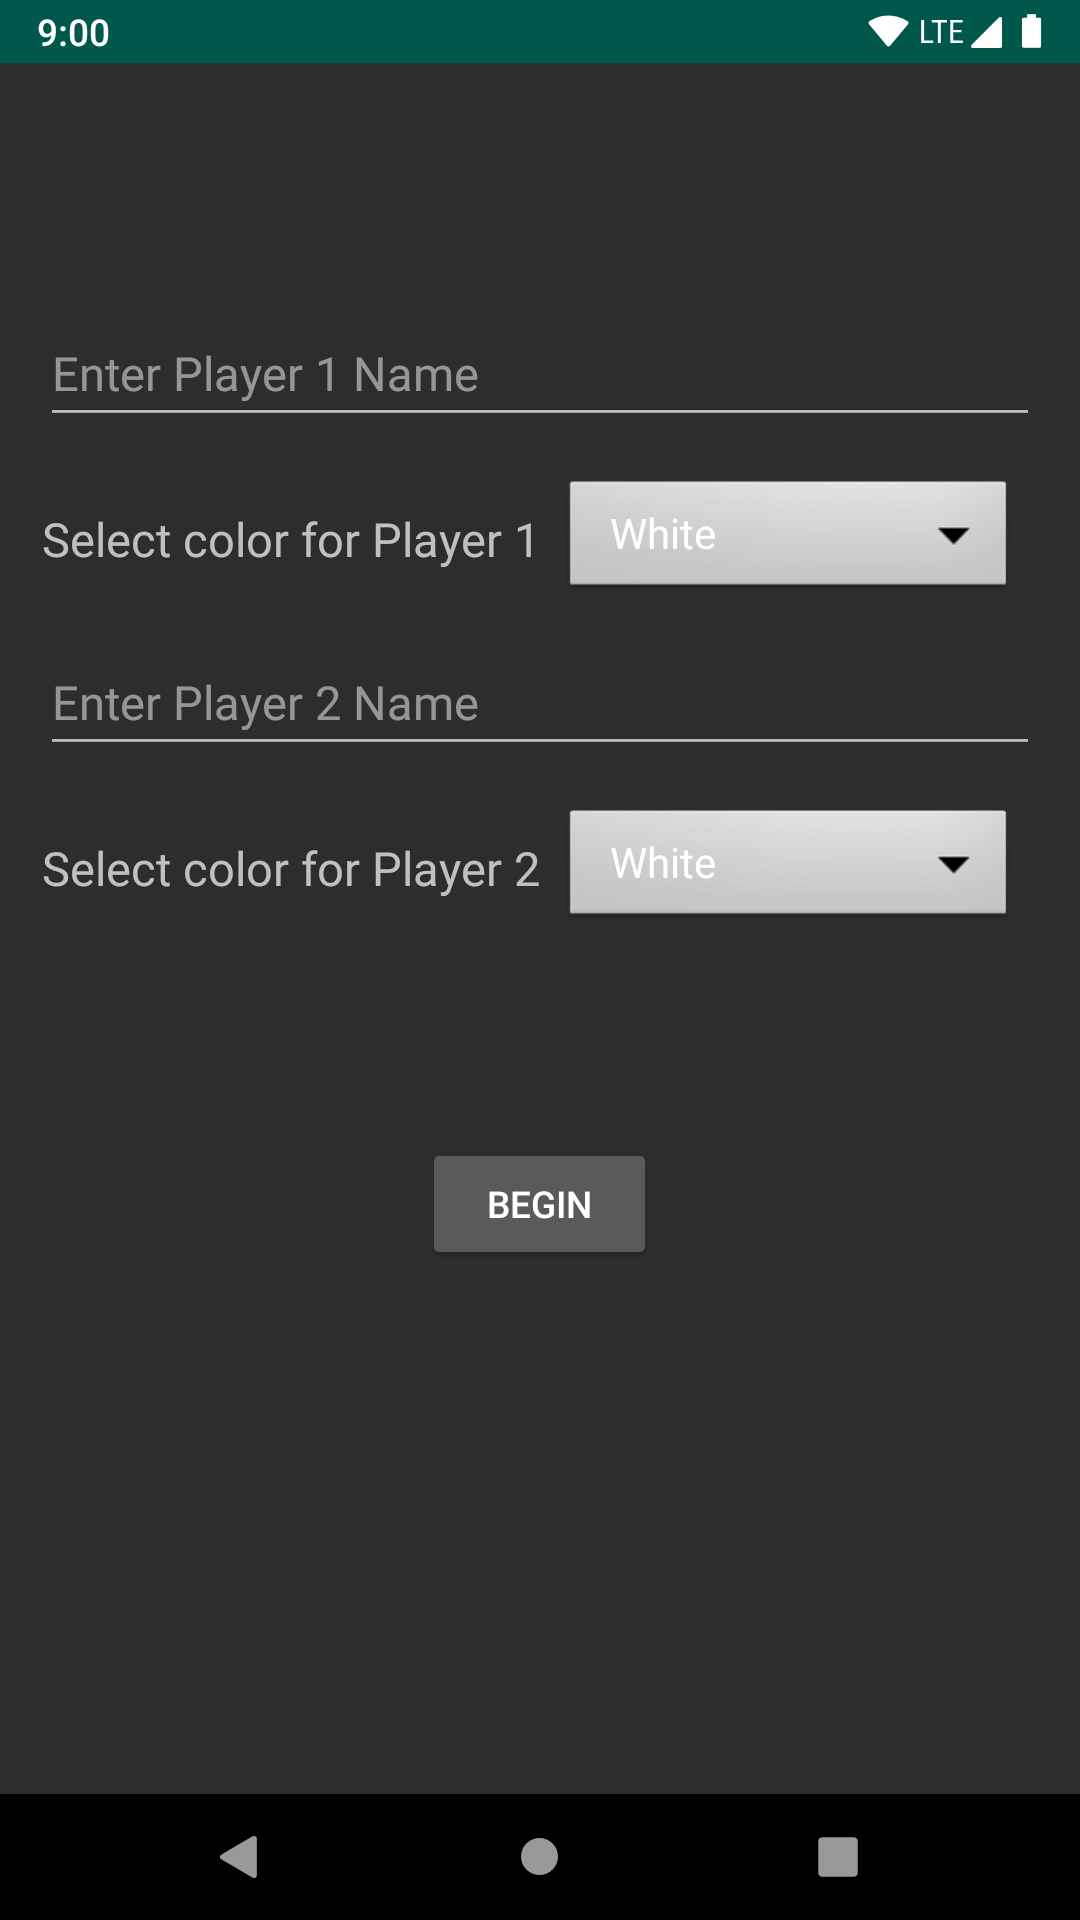 9:00 LTE
Enter Player 1 Name
Select color for Player 1 White
Enter Player 2 Name
Select color for Player 2 White
BEGIN